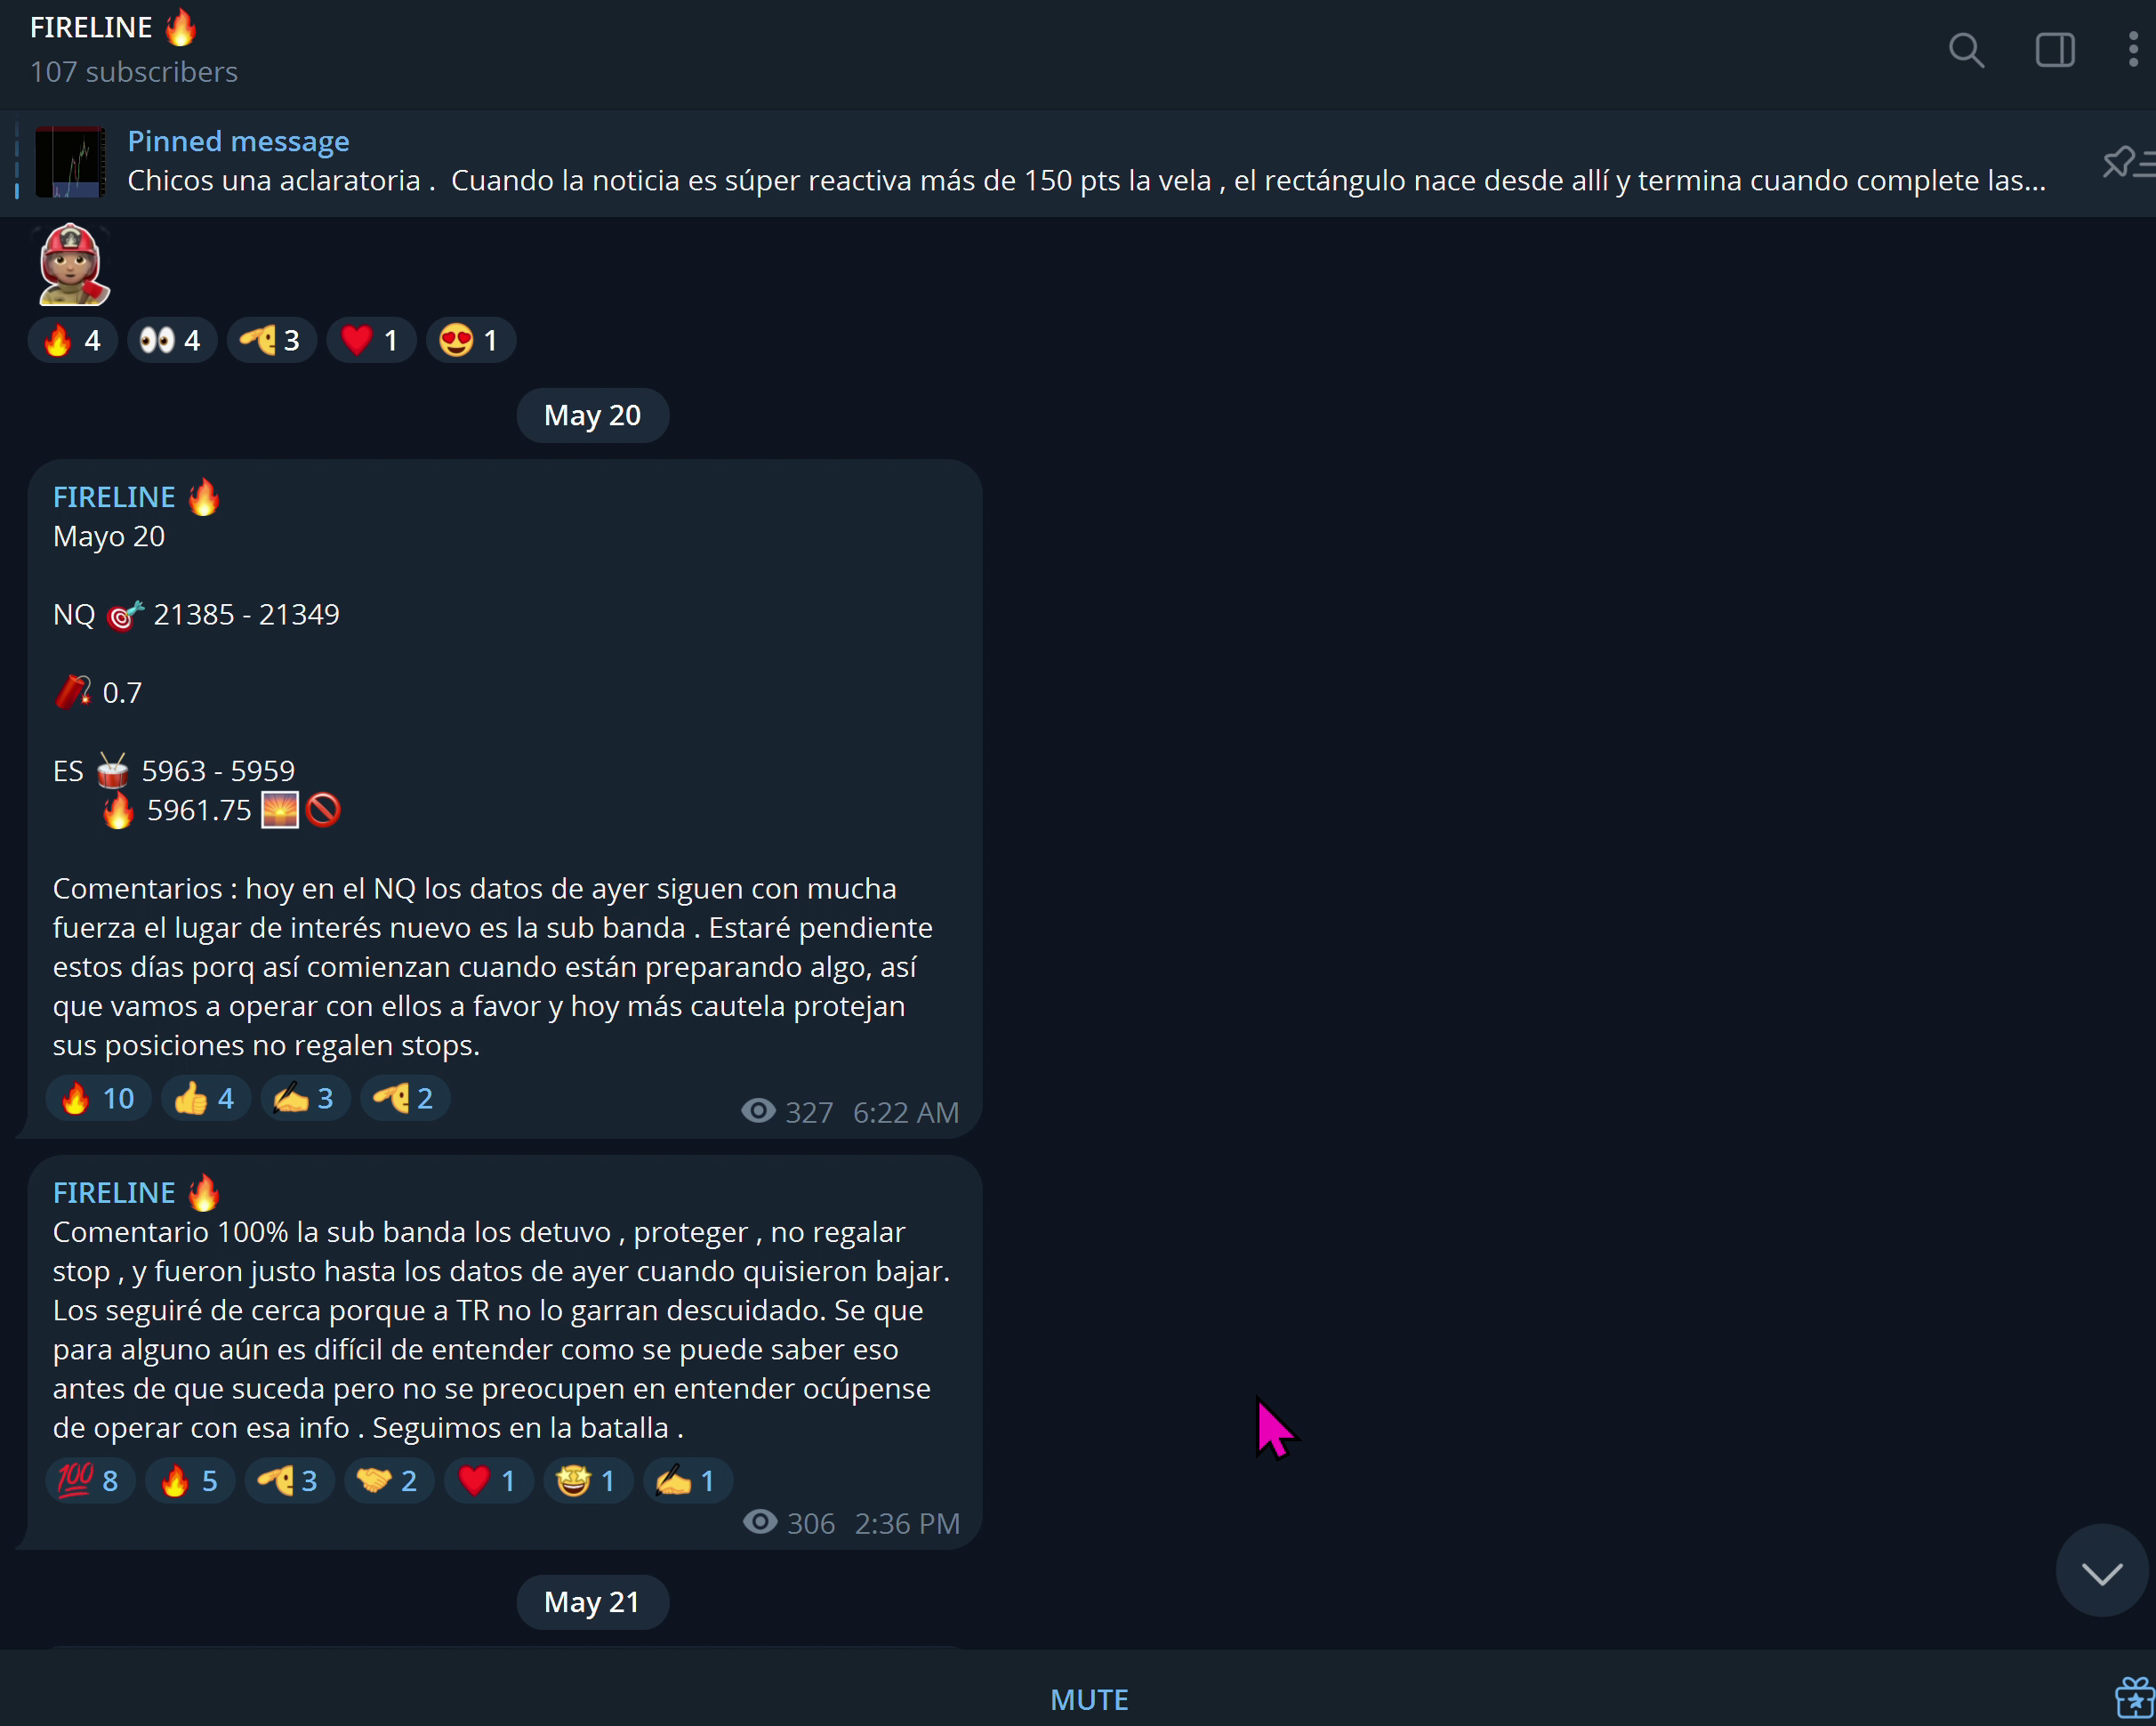 FIRELINE 🔥
107 subscribers
Pinned message
Chicos una aclaratoria .  Cuando la noticia es súper reactiva más de 150 pts la vela , el rectángulo nace desde allí y termina cuando complete las...
🔥 4 👀 4 🫤 3 ❤️ 1 😍 1
May 20
FIRELINE 🔥
Mayo 20
NQ 🎯 21385 - 21349
🧨 0.7
ES 🥁 5963 - 5959
🔥 5961.75 🌅🚫
Comentarios : hoy en el NQ los datos de ayer siguen con mucha
fuerza el lugar de interés nuevo es la sub banda . Estaré pendiente
estos días porq así comienzan cuando están preparando algo, así
que vamos a operar con ellos a favor y hoy más cautela protejan
sus posiciones no regalen stops.
🔥 10 👍 4 ✍️ 3 2
327 6:22 AM
FIRELINE 🔥
Comentario 100% la sub banda los detuvo , proteger , no regalar
stop , y fueron justo hasta los datos de ayer cuando quisieron bajar.
Los seguiré de cerca porque a TR no lo garran descuidado. Se que
para alguno aún es difícil de entender como se puede saber eso
antes de que suceda pero no se preocupen en entender ocúpense
de operar con esa info . Seguimos en la batalla .
💯 8 🔥 5 3 🤝 2 ❤️ 1 🤩 1 ✍️ 1
306 2:36 PM
May 21
MUTE